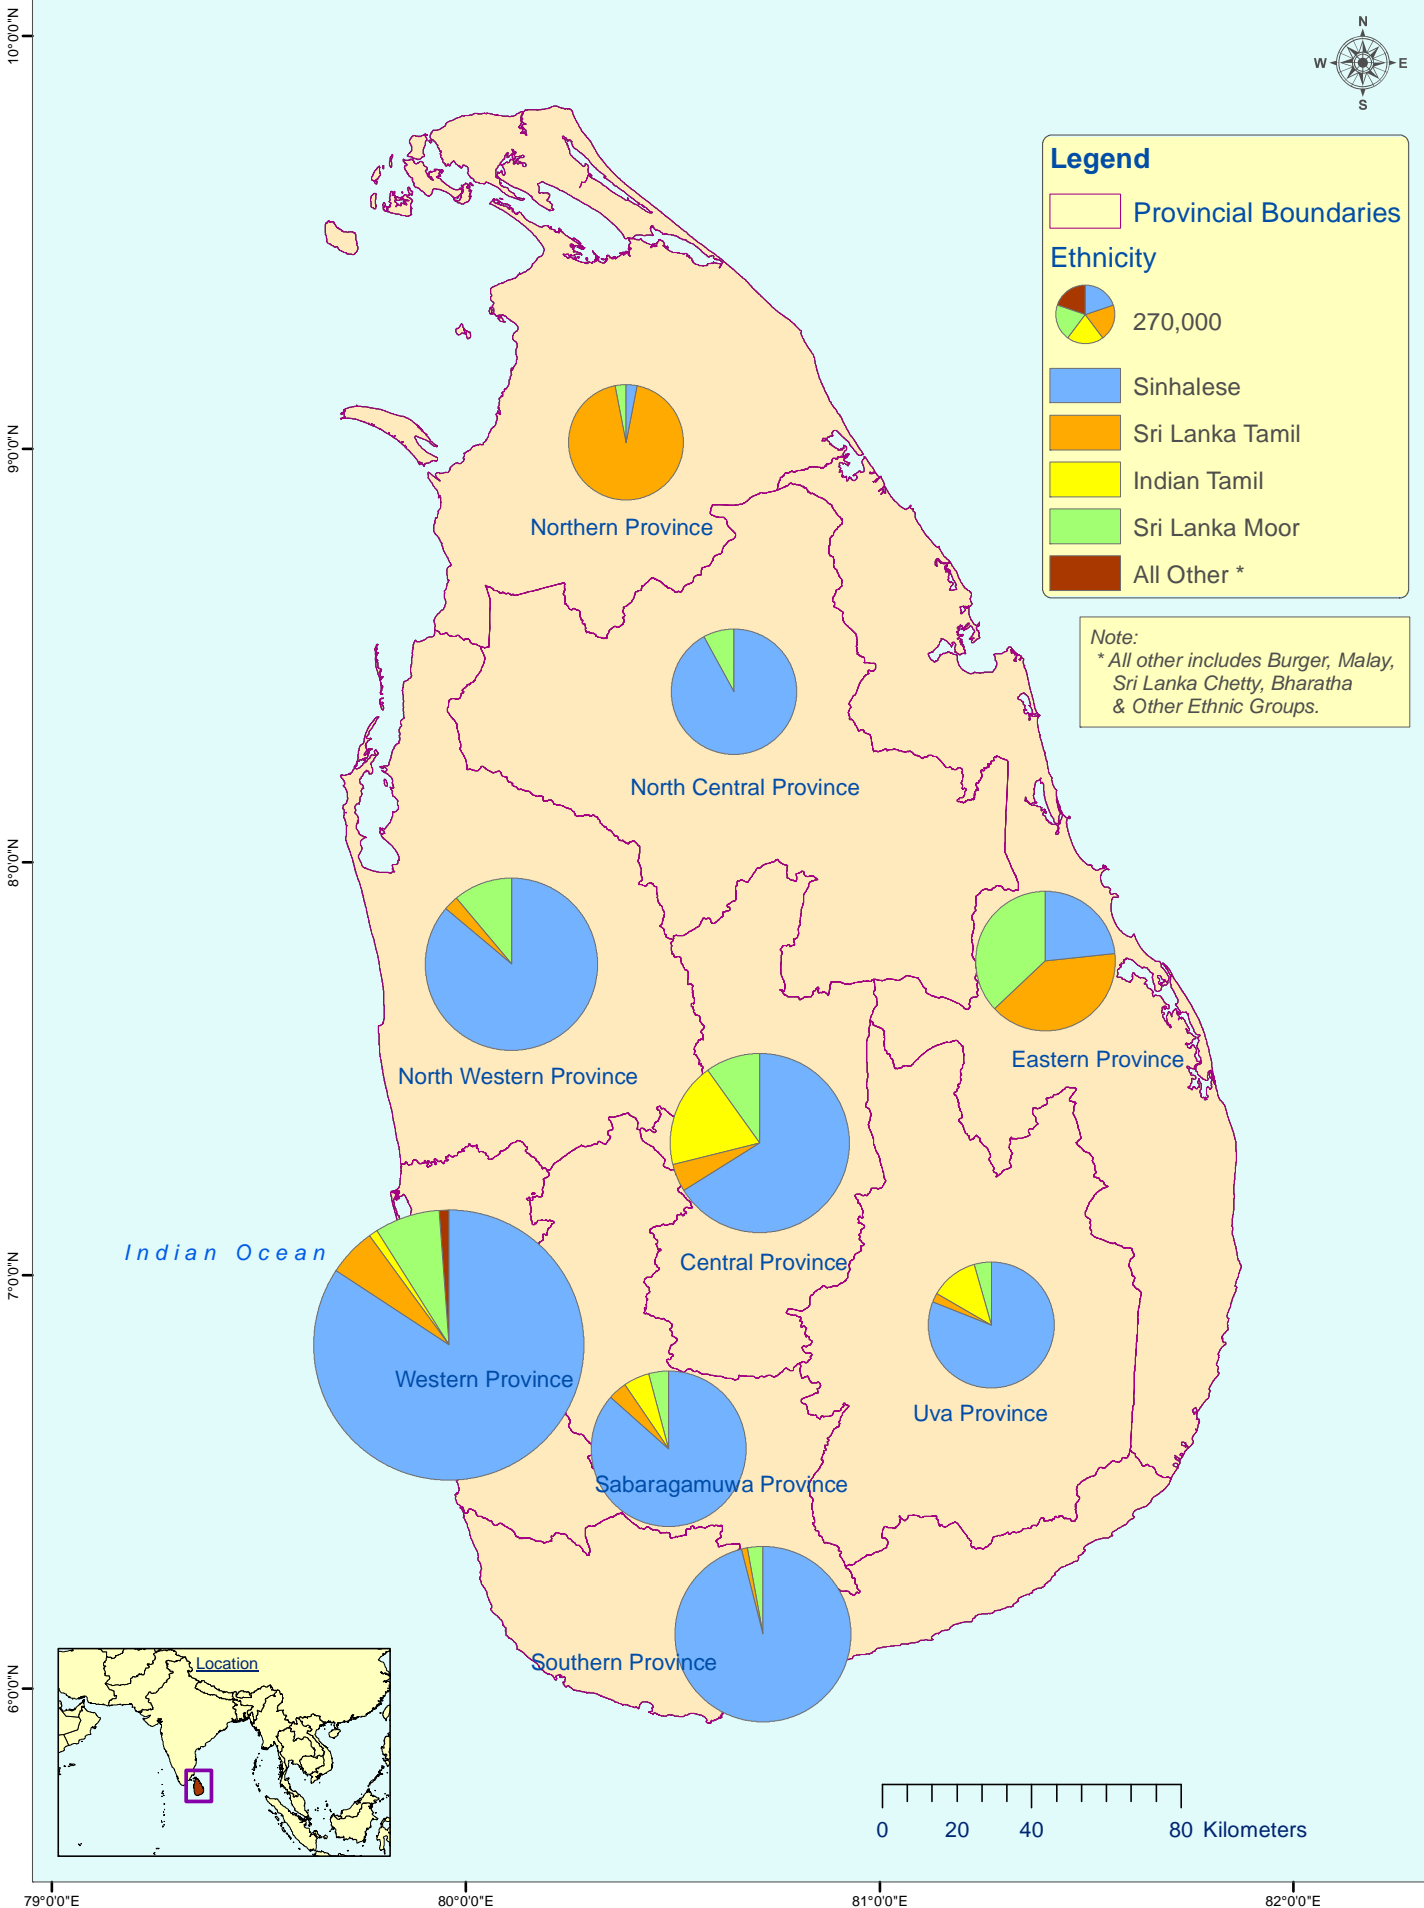 N
W
E
S
10°0'0"N
9°0'0"N
8°0'0"N
7°0'0"N
6°0'0"N
Legend
Provincial Boundaries
Ethnicity
270,000
Sinhalese
Sri Lanka Tamil
Indian Tamil
Sri Lanka Moor
All Other *
Note:
* All other includes Burger, Malay,
Sri Lanka Chetty, Bharatha
& Other Ethnic Groups.
Northern Province
North Central Province
North Western Province
Eastern Province
Central Province
Indian Ocean
Western Province
Uva Province
Sabaragamuwa Province
Southern Province
Location
0 20 40 80 Kilometers
79°0'0"E 80°0'0"E 81°0'0"E 82°0'0"E